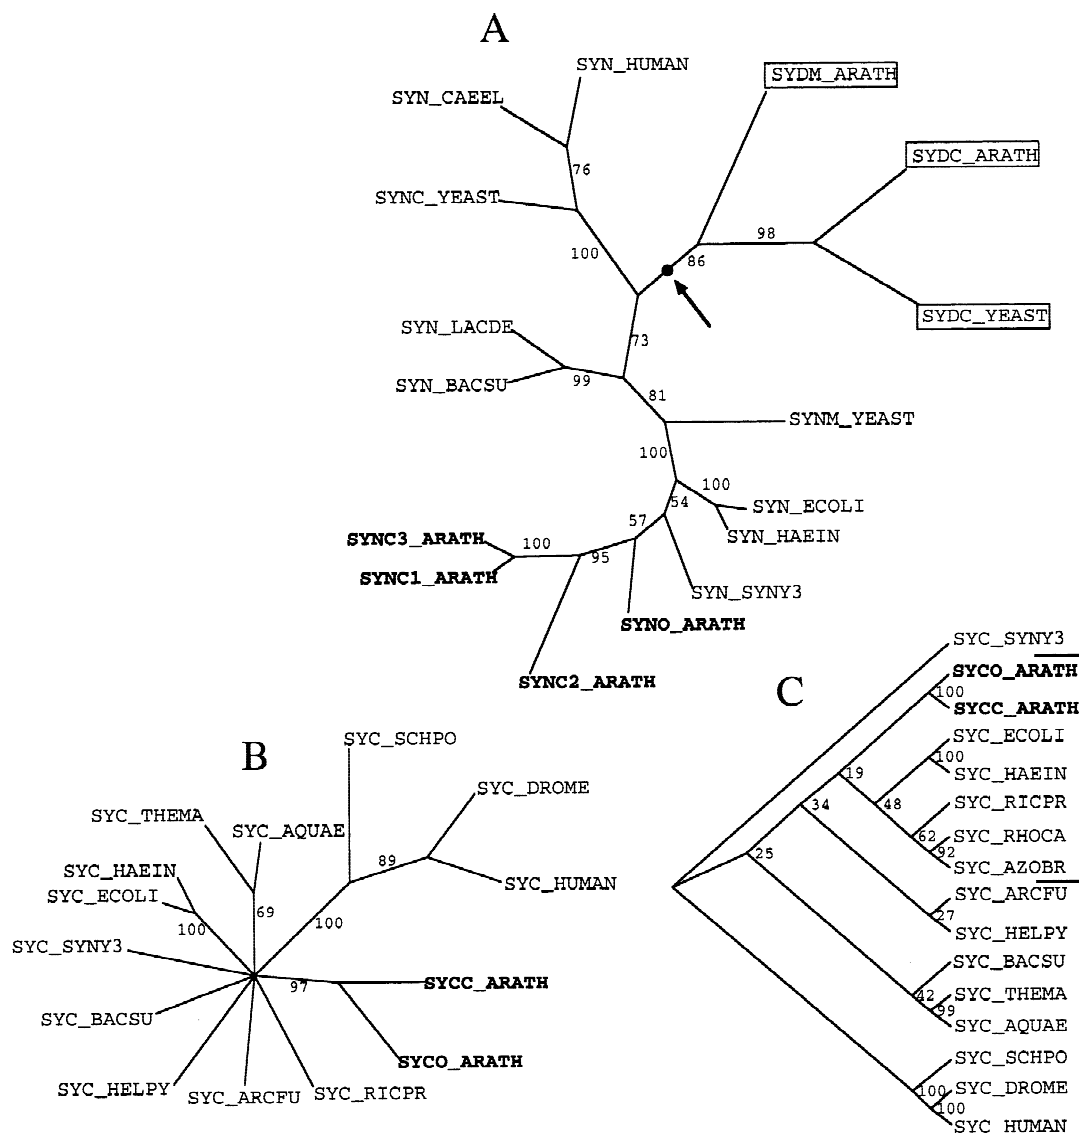 A
SYN_HUMAN
SYDM_ARATH
SYN_CAEEL
SYDC_ARATH
76
SYNC_YEAST
98
100
86
SYDC_YEAST
SYN_LACDE
73
99
SYN_BACSU
81
SYNM_YEAST
100
100
54
SYN_ECOLI
57
SYN_HAEIN
SYNC3_ARATH
100
95
SYNC1_ARATH
SYN_SYNY3
SYNO_ARATH
SYNC2_ARATH
B
SYC_SCHPO
SYC_DROME
SYC_THEMA
SYC_AQUAE
89
SYC_HAEIN
SYC_HUMAN
SYC_ECOLI
69
100
100
SYC_SYNY3
97
SYCC_ARATH
SYC_BACSU
SYCO_ARATH
SYC_HELPY
SYC_ARCFU
SYC_RICPR
C
SYC_SYNY3
SYCO_ARATH
100
SYCC_ARATH
SYC_ECOLI
100
19
SYC_HAEIN
34
48
SYC_RICPR
62
SYC_RHOCA
25
92
SYC_AZOBR
SYC_ARCFU
27
SYC_HELPY
SYC_BACSU
42
SYC_THEMA
99
SYC_AQUAE
SYC_SCHPO
100
SYC_DROME
100
SYC_HUMAN